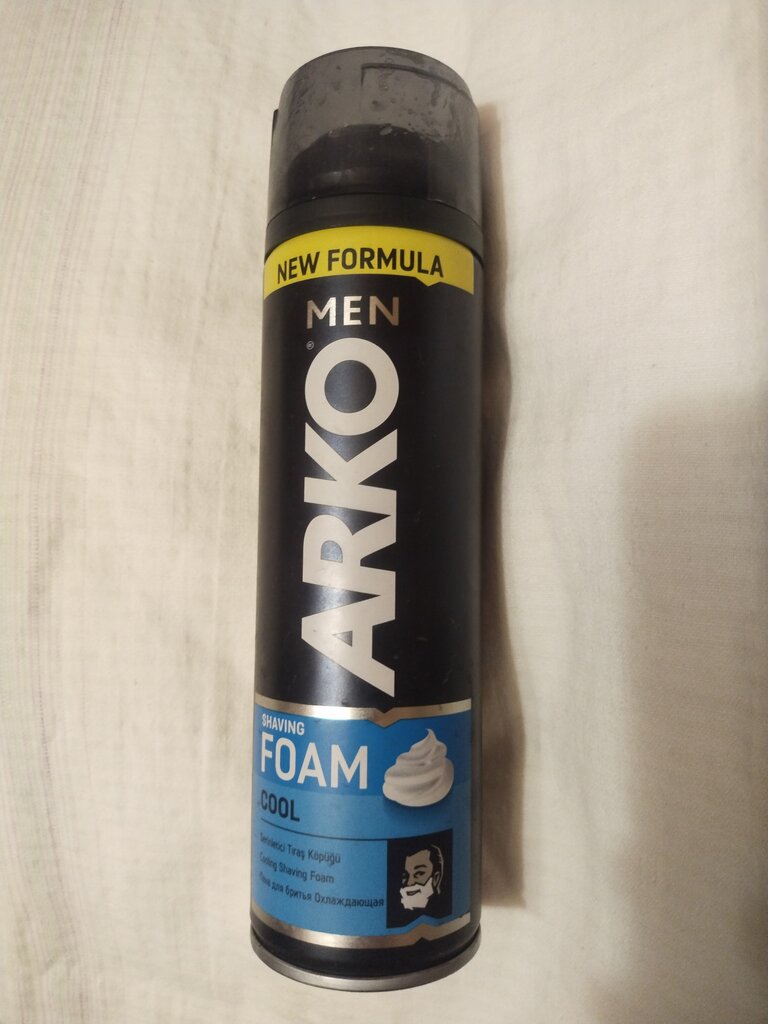 NEW FORMULA
MEN
ARKO®
SHAVING
FOAM
COOL
Serinletici Tıraş Köpüğü
Cooling Shaving Foam
Пена для бритья Охлаждающая